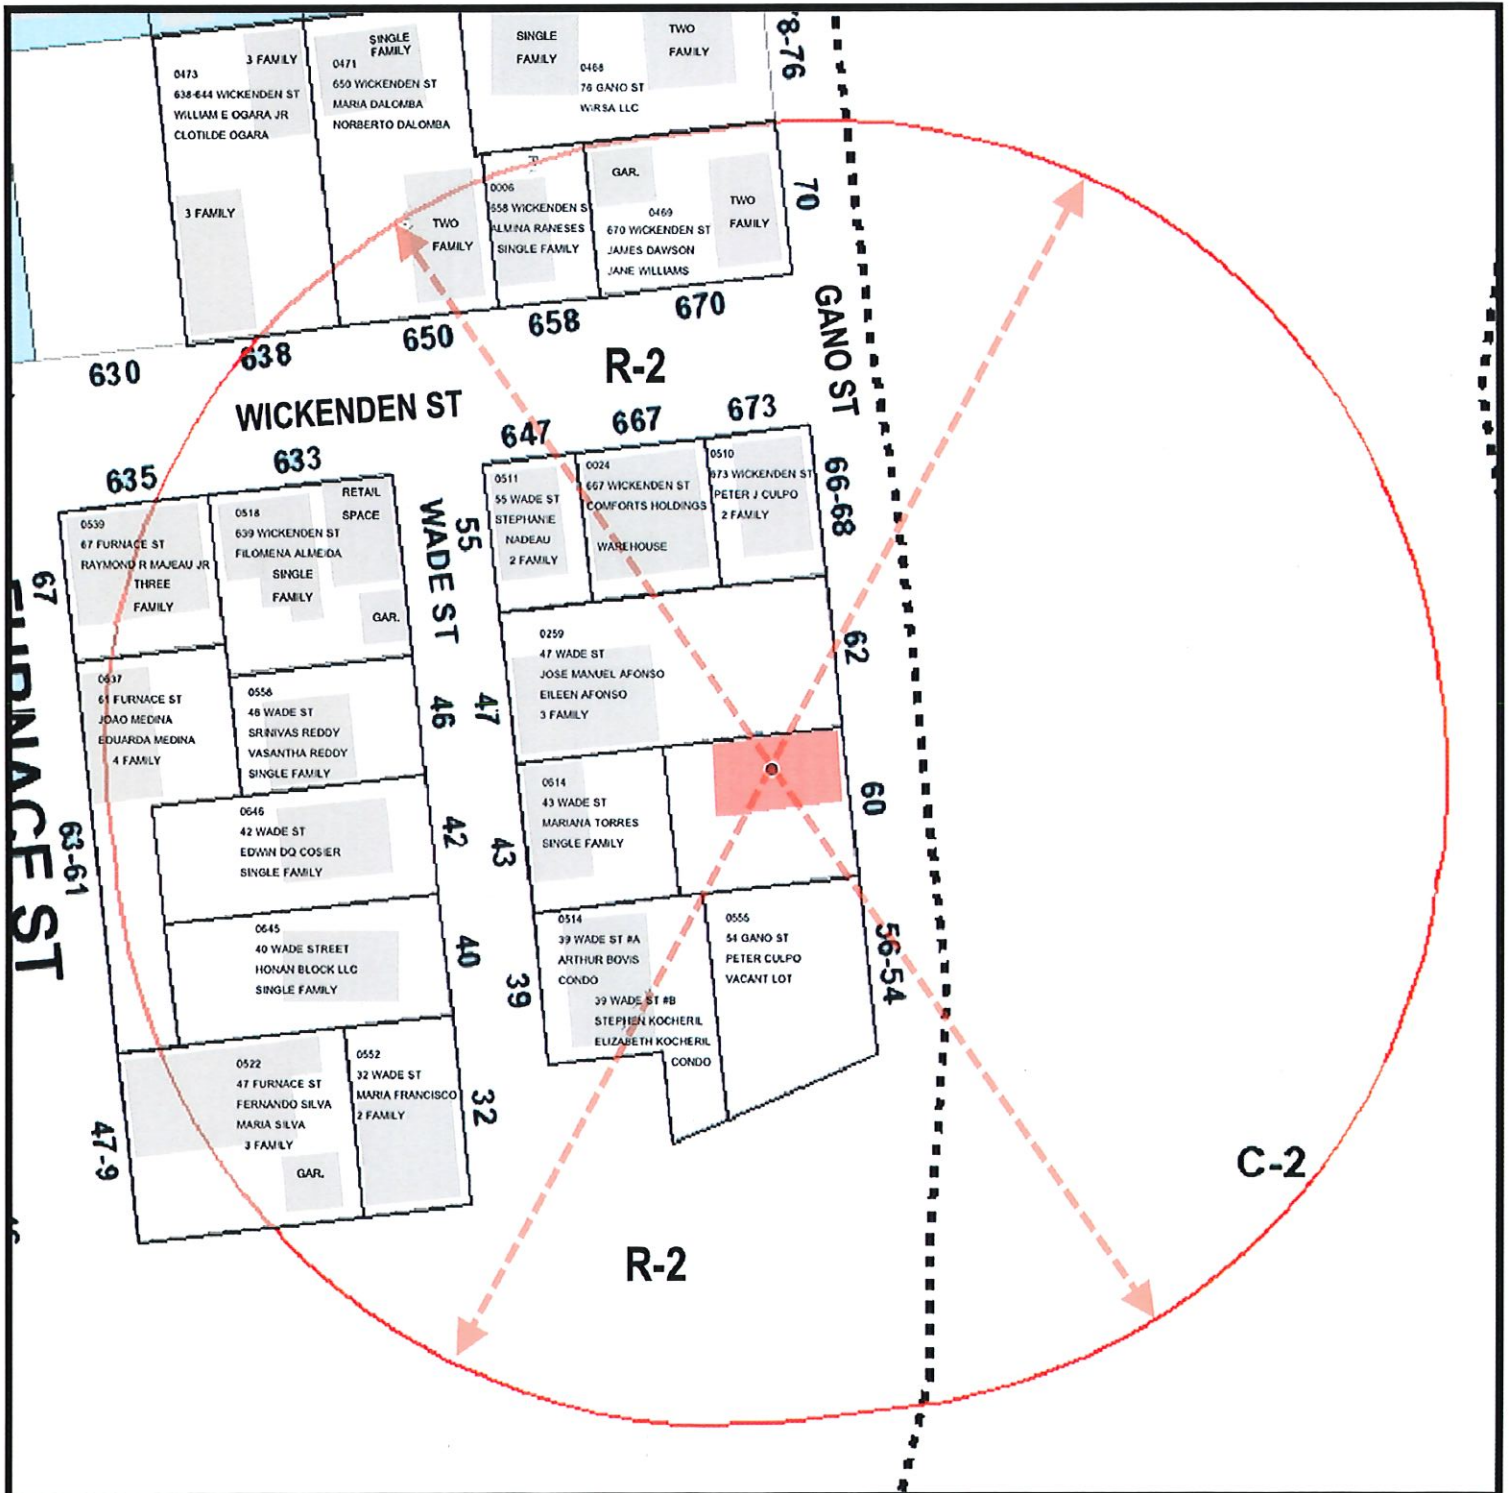 SINGLE
FAMILY
TWO
FAMILY
8-76
3 FAMILY
SINGLE
FAMILY
0473
638-644 WICKENDEN ST
WILLIAM E OGARA JR
CLOTILDE OGARA
0471
650 WICKENDEN ST
MARIA DALOMBA
NORBERTO DALOMBA
0468
76 GANO ST
WIRSA LLC
3 FAMILY
TWO
FAMILY
0006
658 WICKENDEN S
ALMINA RANESES
SINGLE FAMILY
GAR.
0469
670 WICKENDEN ST
JAMES DAWSON
JANE WILLIAMS
TWO
FAMILY
70
630
638
650
658
670
GANO ST
R-2
WICKENDEN ST
635
633
647
667
673
0539
67 FURNACE ST
RAYMOND R MAJEAU JR
THREE
FAMILY
0518
639 WICKENDEN ST
FILOMENA ALMEIDA
SINGLE
FAMILY
RETAIL
SPACE
GAR.
WADE ST
55
0511
55 WADE ST
STEPHANIE
NADEAU
2 FAMILY
0024
667 WICKENDEN ST
COMFORTS HOLDINGS
WAREHOUSE
0510
673 WICKENDEN ST
PETER J CULPO
2 FAMILY
66-68
67
FURNACE ST
0637
61 FURNACE ST
JOAO MEDINA
EDUARDA MEDINA
4 FAMILY
0556
46 WADE ST
SRINIVAS REDDY
VASANTHA REDDY
SINGLE FAMILY
46
47
0259
47 WADE ST
JOSE MANUEL AFONSO
EILEEN AFONSO
3 FAMILY
62
63-61
0646
42 WADE ST
EDWIN DQ COSIER
SINGLE FAMILY
42
43
0614
43 WADE ST
MARIANA TORRES
SINGLE FAMILY
60
0645
40 WADE STREET
HONAN BLOCK LLC
SINGLE FAMILY
40
39
0514
39 WADE ST #A
ARTHUR BOVIS
CONDO
39 WADE ST #B
STEPHEN KOCHERIL
ELIZABETH KOCHERIL
CONDO
0555
54 GANO ST
PETER CULPO
VACANT LOT
56-54
47-9
0522
47 FURNACE ST
FERNANDO SILVA
MARIA SILVA
3 FAMILY
GAR.
0552
32 WADE ST
MARIA FRANCISCO
2 FAMILY
32
C-2
R-2